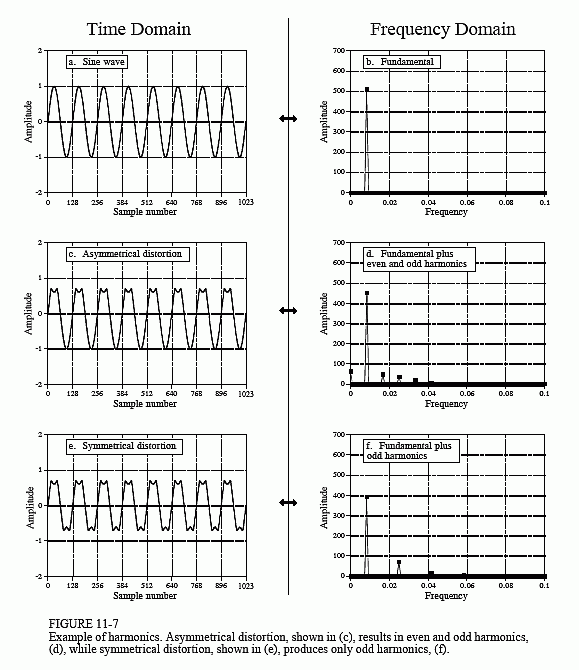 Time Domain
Frequency Domain
2
a. Sine wave
1
0
-1
-2
Amplitude
0 128 256 384 512 640 768 896 1023
Sample number
700
b. Fundamental
600
500
400
300
200
100
0
Amplitude
0 0.02 0.04 0.06 0.08 0.1
Frequency
2
c. Asymmetrical distortion
1
0
-1
-2
Amplitude
0 128 256 384 512 640 768 896 1023
Sample number
700
d. Fundamental plus
even and odd harmonics
600
500
400
300
200
100
0
Amplitude
0 0.02 0.04 0.06 0.08 0.1
Frequency
2
e. Symmetrical distortion
1
0
-1
-2
Amplitude
0 128 256 384 512 640 768 896 1023
Sample number
700
f. Fundamental plus
odd harmonics
600
500
400
300
200
100
0
Amplitude
0 0.02 0.04 0.06 0.08 0.1
Frequency
FIGURE 11-7
Example of harmonics. Asymmetrical distortion, shown in (c), results in even and odd harmonics,
(d), while symmetrical distortion, shown in (e), produces only odd harmonics, (f).